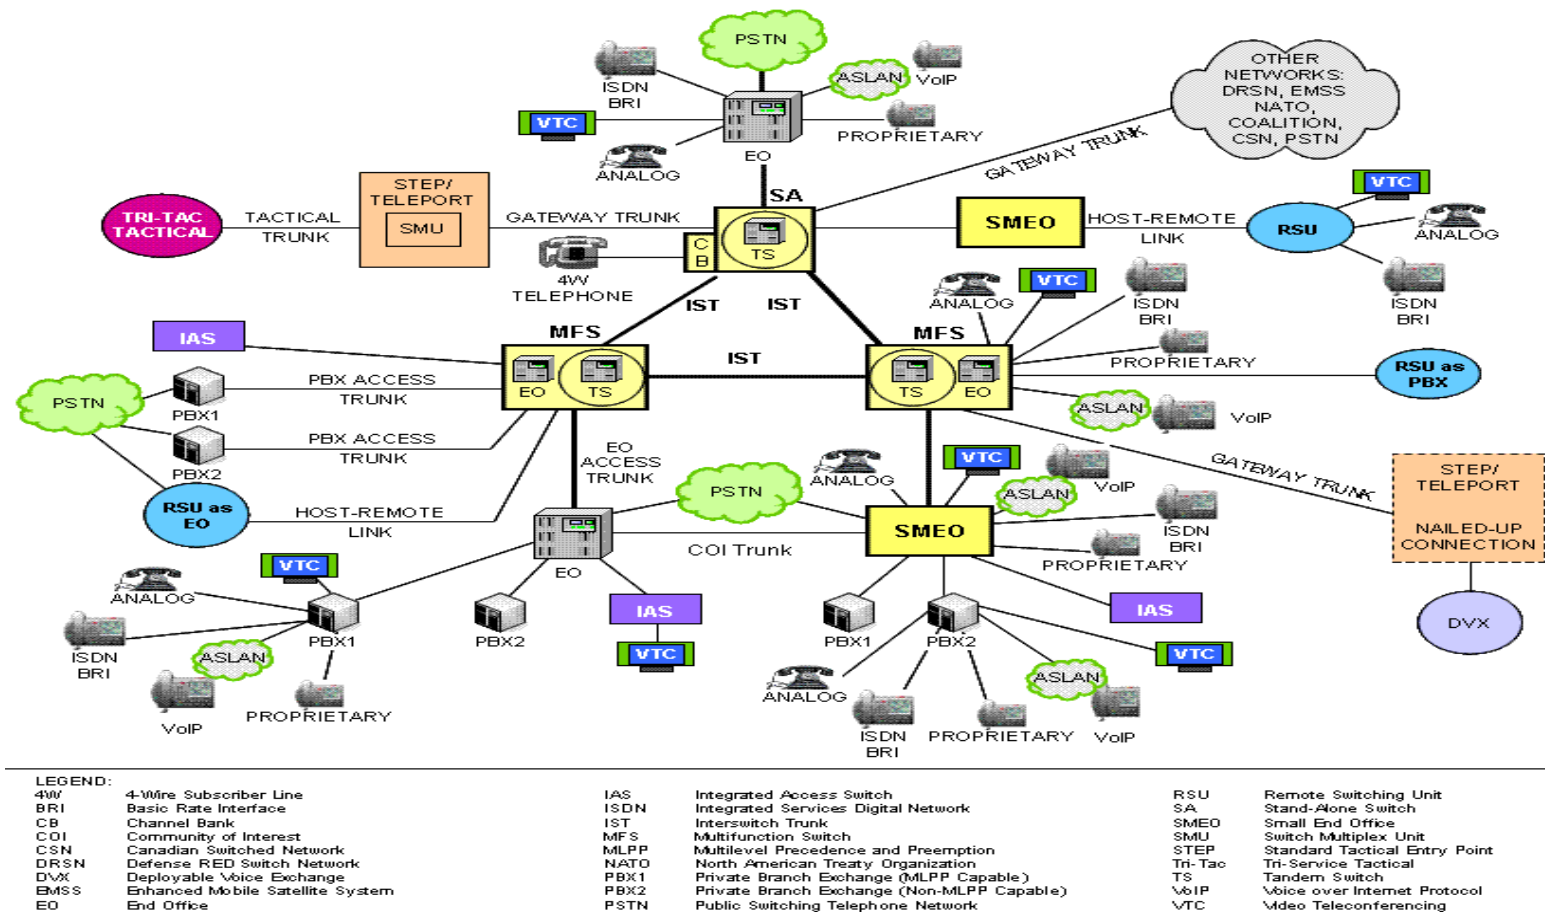 PSTN
ISDN
BRI
ASLAN
VoIP
VTC
PROPRIETARY
EO
ANALOG
OTHER
NETWORKS:
DRSN, EMSS
NATO,
COALITION,
CSN, PSTN
GATEWAY TRUNK
SA
TRI-TAC
TACTICAL
TACTICAL
TRUNK
STEP/
TELEPORT
SMU
GATEWAY TRUNK
C
B
TS
4W
TELEPHONE
SMEO
HOST-REMOTE
LINK
RSU
VTC
ANALOG
ISDN
BRI
IST
IST
IST
MFS
EO
TS
MFS
TS
EO
ANALOG
VTC
ISDN
BRI
PROPRIETARY
RSU as
PBX
ASLAN
VoIP
IAS
PSTN
PBX1
PBX ACCESS
TRUNK
PBX2
PBX ACCESS
TRUNK
RSU as
EO
HOST-REMOTE
LINK
EO
ACCESS
TRUNK
GATEWAY TRUNK
STEP/
TELEPORT
NAILED-UP
CONNECTION
DVX
PSTN
COI Trunk
EO
ANALOG
VTC
ASLAN
VoIP
SMEO
ISDN
BRI
PROPRIETARY
VTC
ANALOG
ISDN
BRI
PBX1
ASLAN
VoIP
PROPRIETARY
PBX2
IAS
VTC
PBX1
PBX2
IAS
VTC
ANALOG
ISDN
BRI
PROPRIETARY
ASLAN
VoIP
LEGEND:
4W 4-Wire Subscriber Line
BRI Basic Rate Interface
CB Channel Bank
COI Community of Interest
CSN Canadian Switched Network
DRSN Defense RED Switch Network
DVX Deployable Voice Exchange
EMSS Enhanced Mobile Satellite System
EO End Office
IAS Integrated Access Switch
ISDN Integrated Services Digital Network
IST Interswitch Trunk
MFS Multifunction Switch
MLPP Multilevel Precedence and Preemption
NATO North American Treaty Organization
PBX1 Private Branch Exchange (MLPP Capable)
PBX2 Private Branch Exchange (Non-MLPP Capable)
PSTN Public Switching Telephone Network
RSU Remote Switching Unit
SA Stand-Alone Switch
SMEO Small End Office
SMU Switch Multiplex Unit
STEP Standard Tactical Entry Point
Tri-Tac Tri-Service Tactical
TS Tandem Switch
VoIP Voice over Internet Protocol
VTC Video Teleconferencing